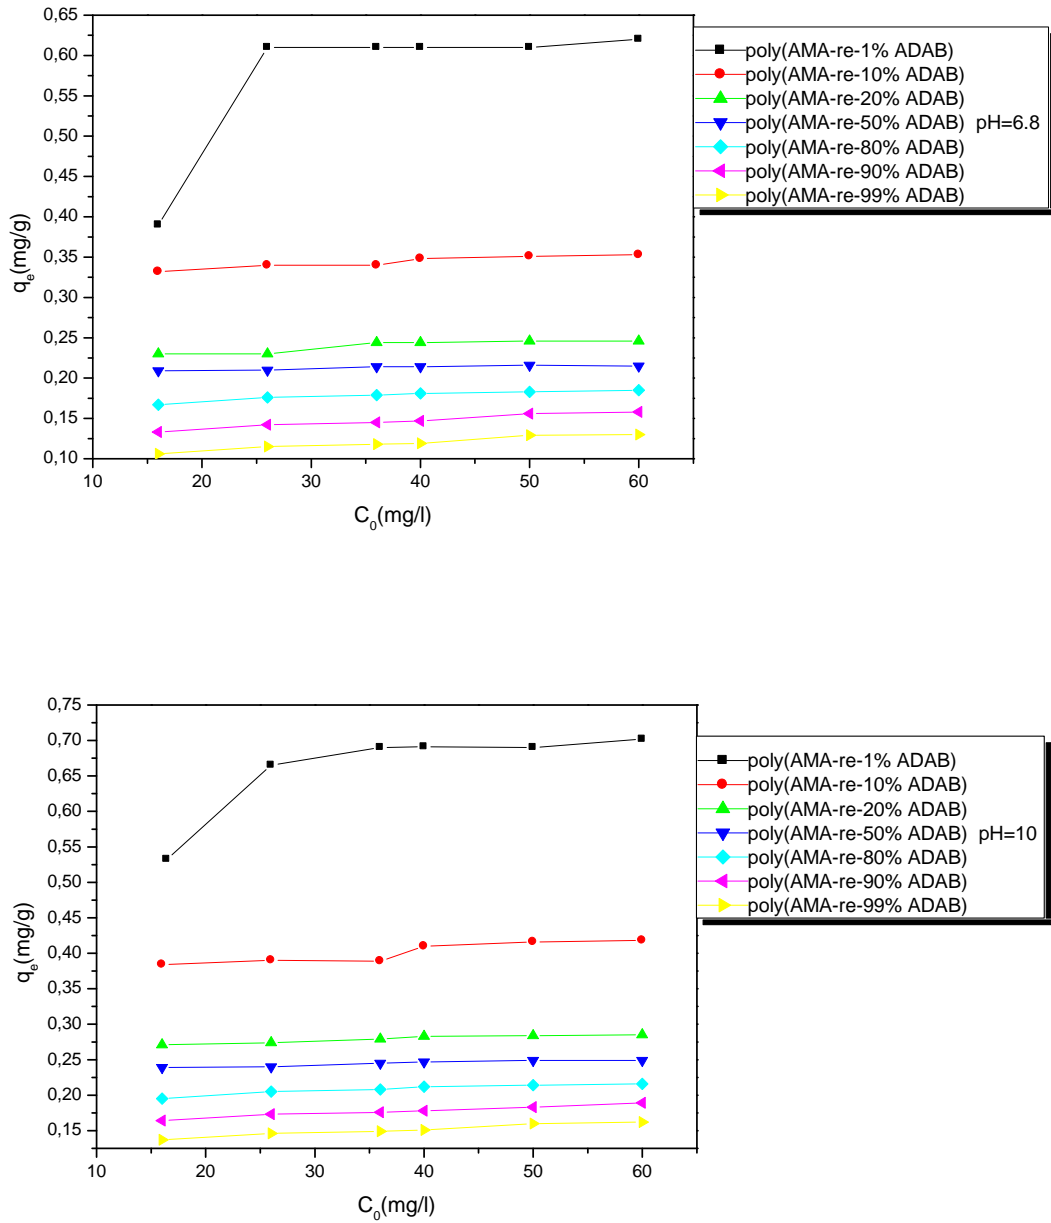 0,65
0,60
0,55
0,50
0,45
0,40
0,35
0,30
0,25
0,20
0,15
0,10
qe(mg/g)
10 20 30 40 50 60
C0(mg/l)
poly(AMA-re-1% ADAB)
poly(AMA-re-10% ADAB)
poly(AMA-re-20% ADAB)
poly(AMA-re-50% ADAB) pH=6.8
poly(AMA-re-80% ADAB)
poly(AMA-re-90% ADAB)
poly(AMA-re-99% ADAB)
0,75
0,70
0,65
0,60
0,55
0,50
0,45
0,40
0,35
0,30
0,25
0,20
0,15
qe(mg/g)
10 20 30 40 50 60
C0(mg/l)
poly(AMA-re-1% ADAB)
poly(AMA-re-10% ADAB)
poly(AMA-re-20% ADAB)
poly(AMA-re-50% ADAB) pH=10
poly(AMA-re-80% ADAB)
poly(AMA-re-90% ADAB)
poly(AMA-re-99% ADAB)